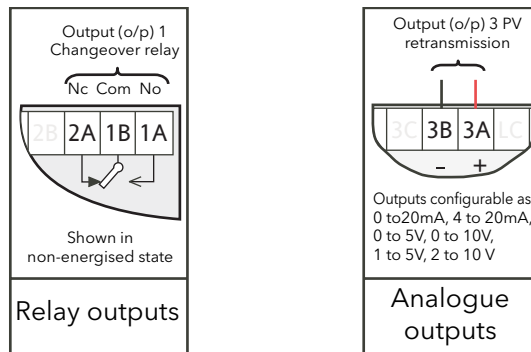 Output (o/p) 1
Changeover relay
Nc Com No
2B 2A 1B 1A
Shown in
non-energised state
Relay outputs
Output (o/p) 3 PV
retransmission
3C 3B 3A LC
– +
Outputs configurable as
0 to20mA, 4 to 20mA,
0 to 5V, 0 to 10V,
1 to 5V, 2 to 10 V
Analogue
outputs